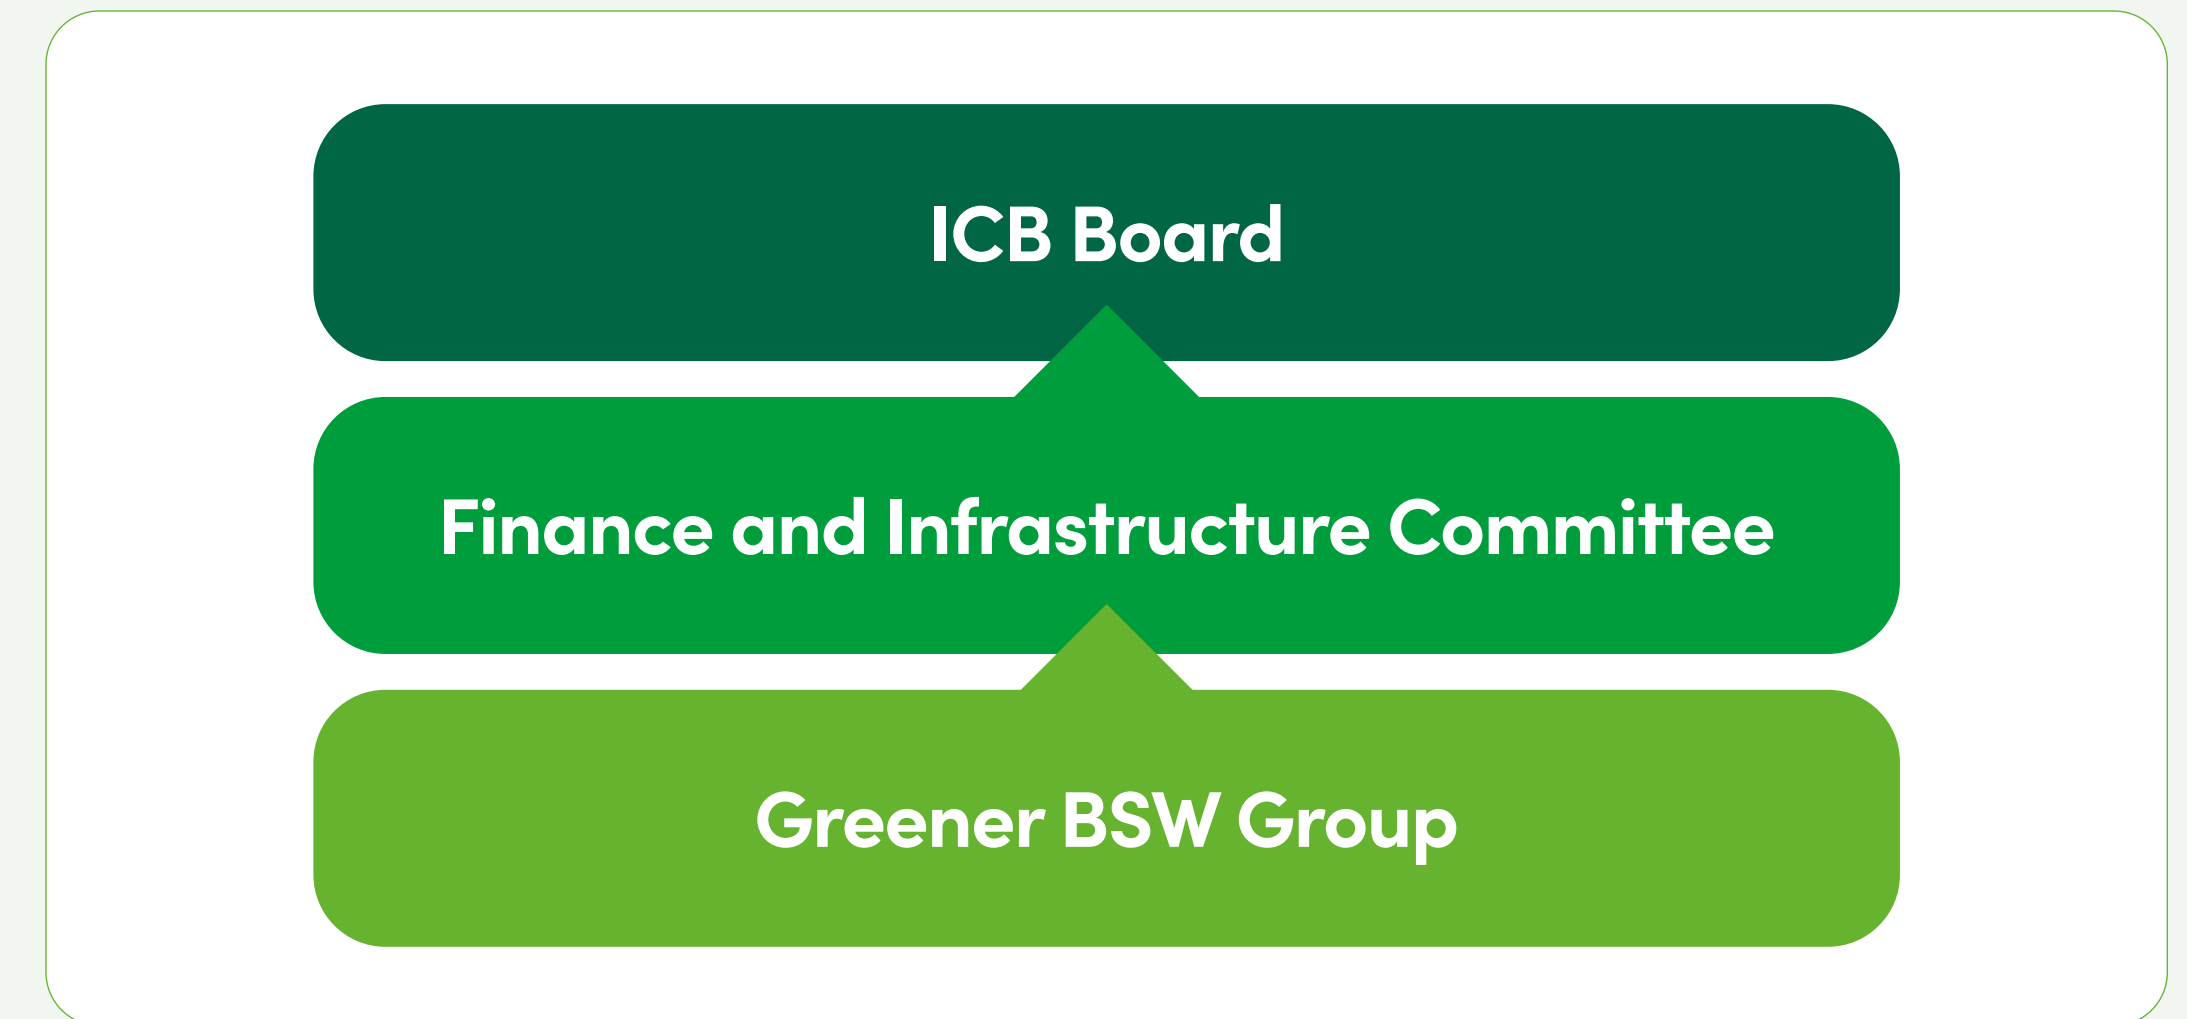 ICB Board
Finance and Infrastructure Committee
Greener BSW Group